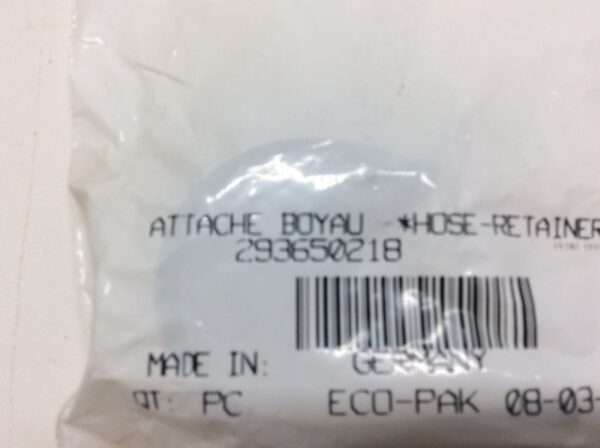 ATTACHE BOYAU -*HOSE-RETAINER
293650218
MADE IN: GERMANY
QT: PC ECO-PAK 08-03-